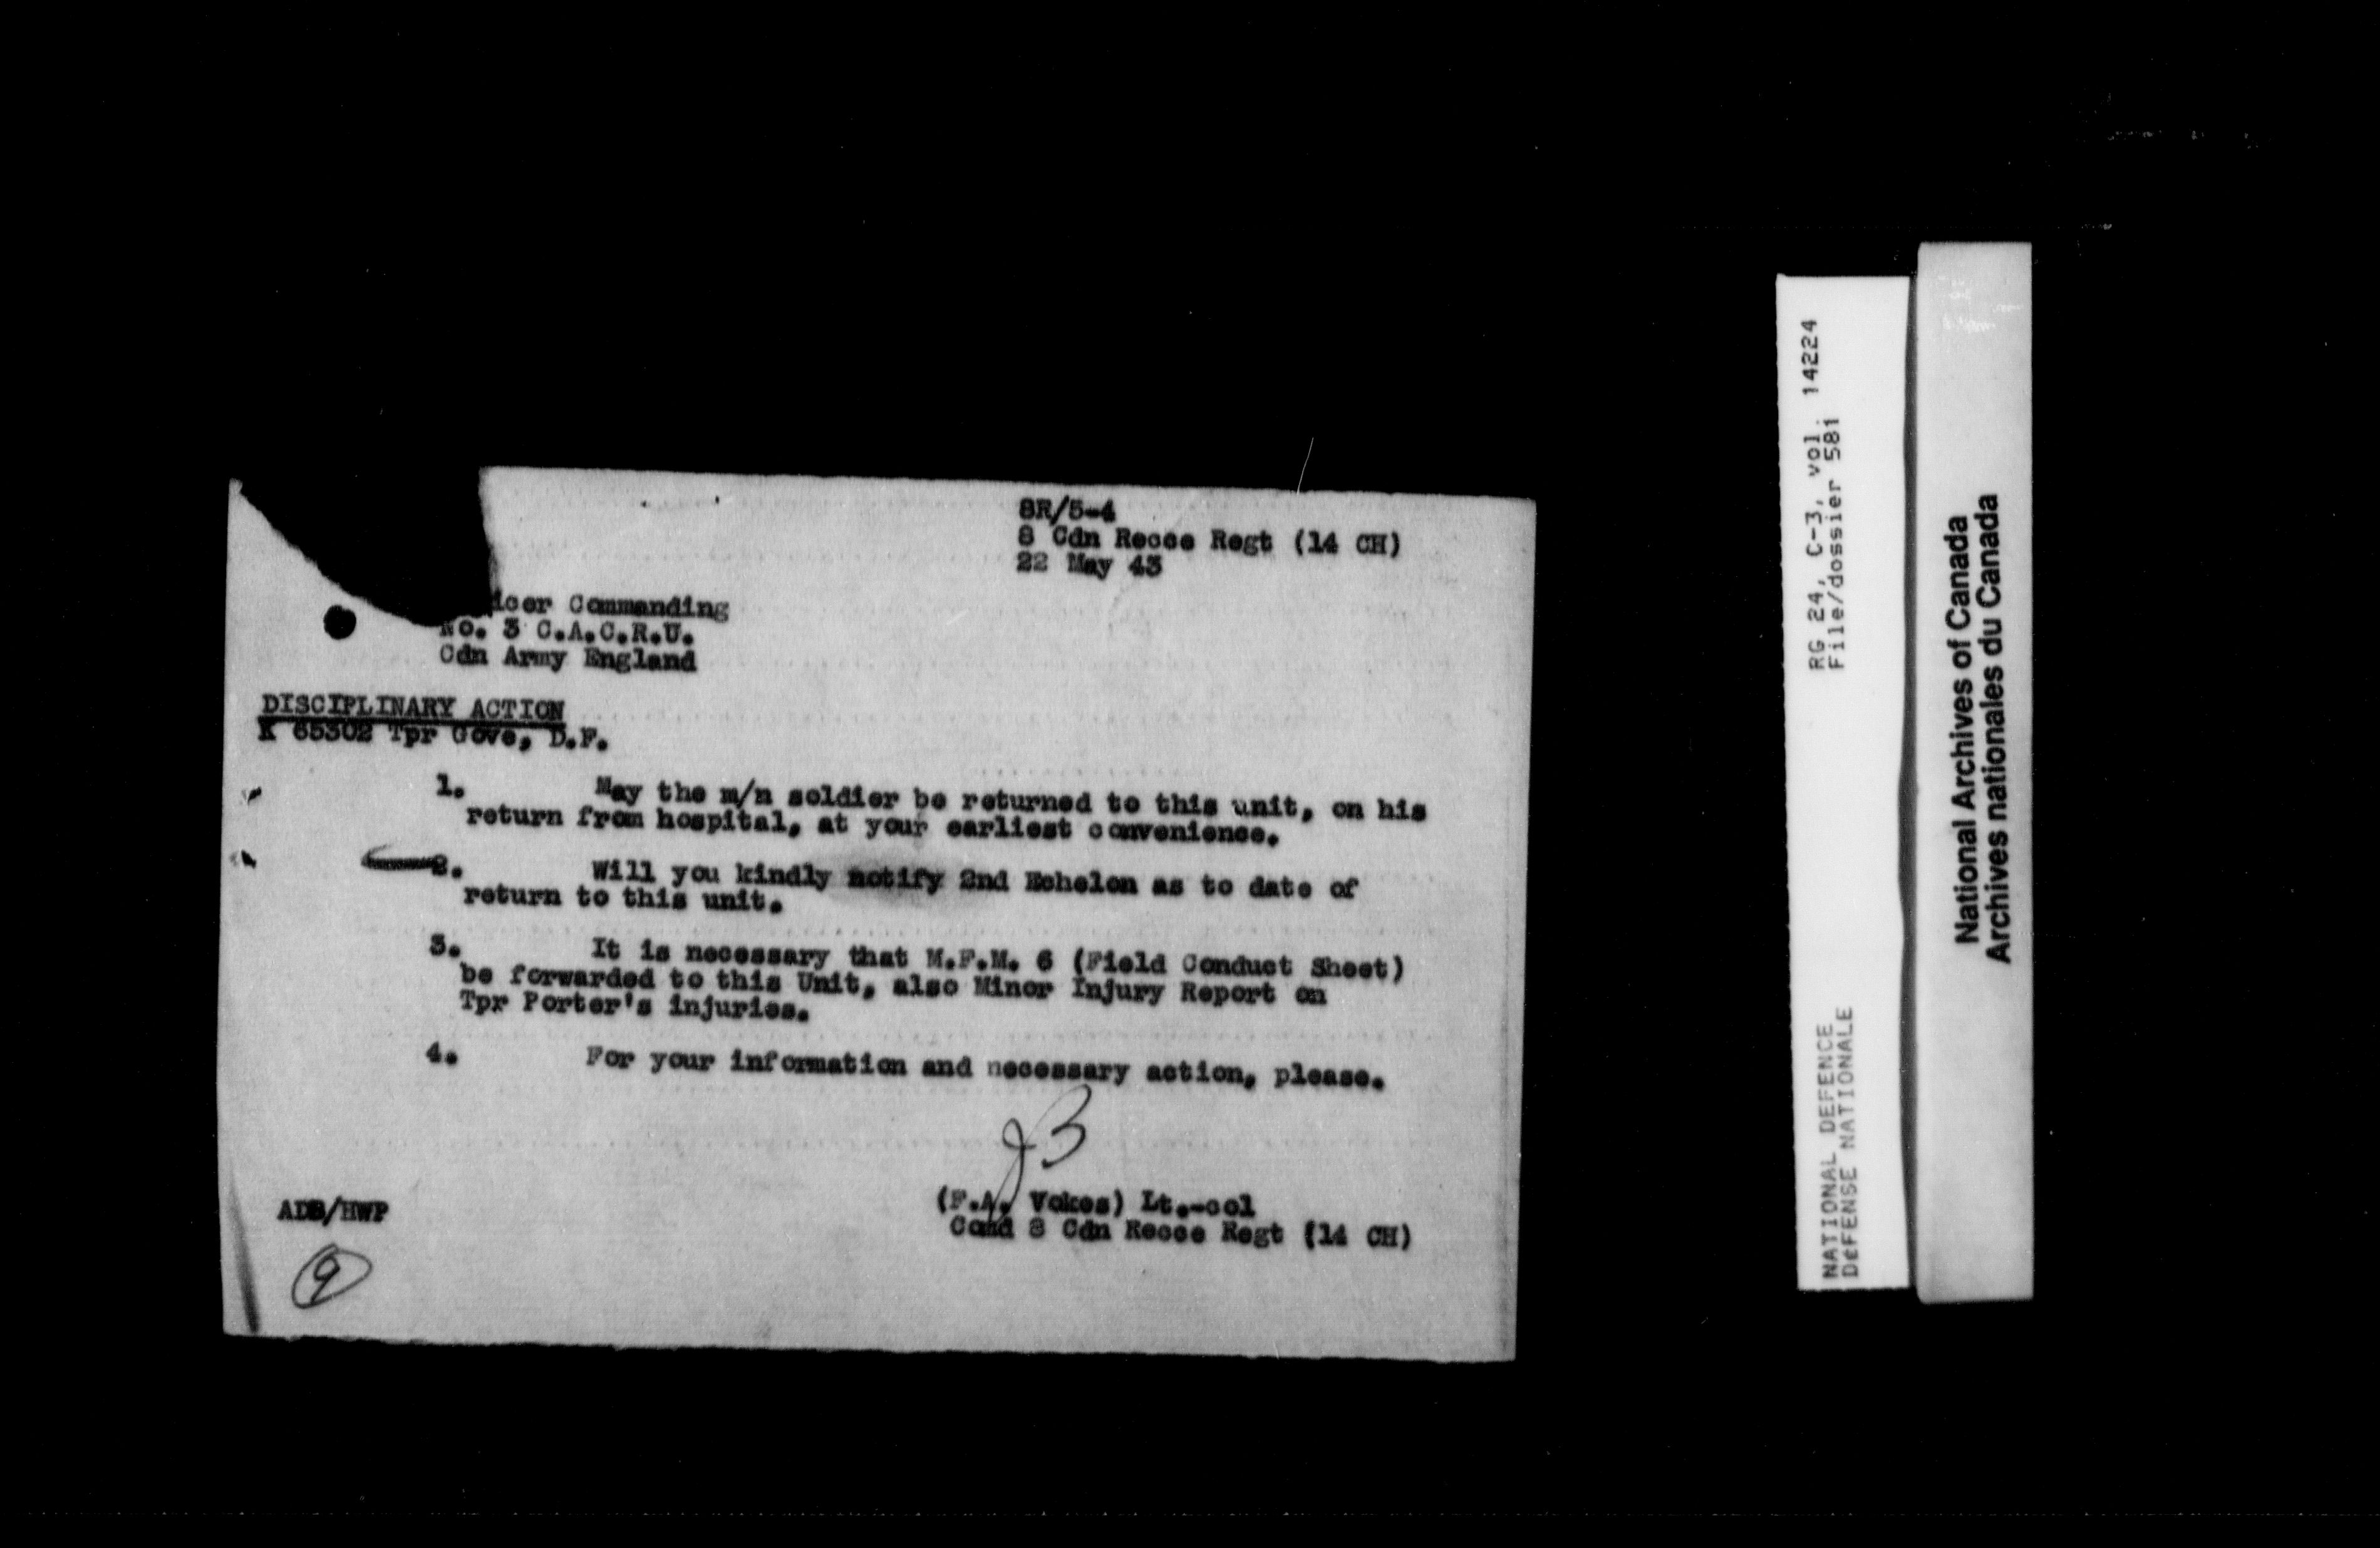 8R/5-4
8 Cdn Recce Regt (14 CH)
22 May 43
icer Commanding
No. 3 C.A.C.R.U.
Cdn Army England
DISCIPLINARY ACTION
K 65302 Tpr Gove, D.F.
1. May the m/n soldier be returned to this unit, on his
return from hospital, at your earliest convenience.
2. Will you kindly notify 2nd Echelon as to date of
return to this unit.
3. It is necessary that M.F.M. 6 (Field Conduct Sheet)
be forwarded to this Unit, also Minor Injury Report on
Tpr Porter's injuries.
4. For your information and necessary action, please.
(F.A. Vokes) Lt.-col
Comd 8 Cdn Recce Regt (14 CH)
ADB/HWP
9
RG 24, C-3, vol. 14224
File/dossier 581
NATIONAL DEFENCE
DéFENSE NATIONALE
National Archives of Canada
Archives nationales du Canada